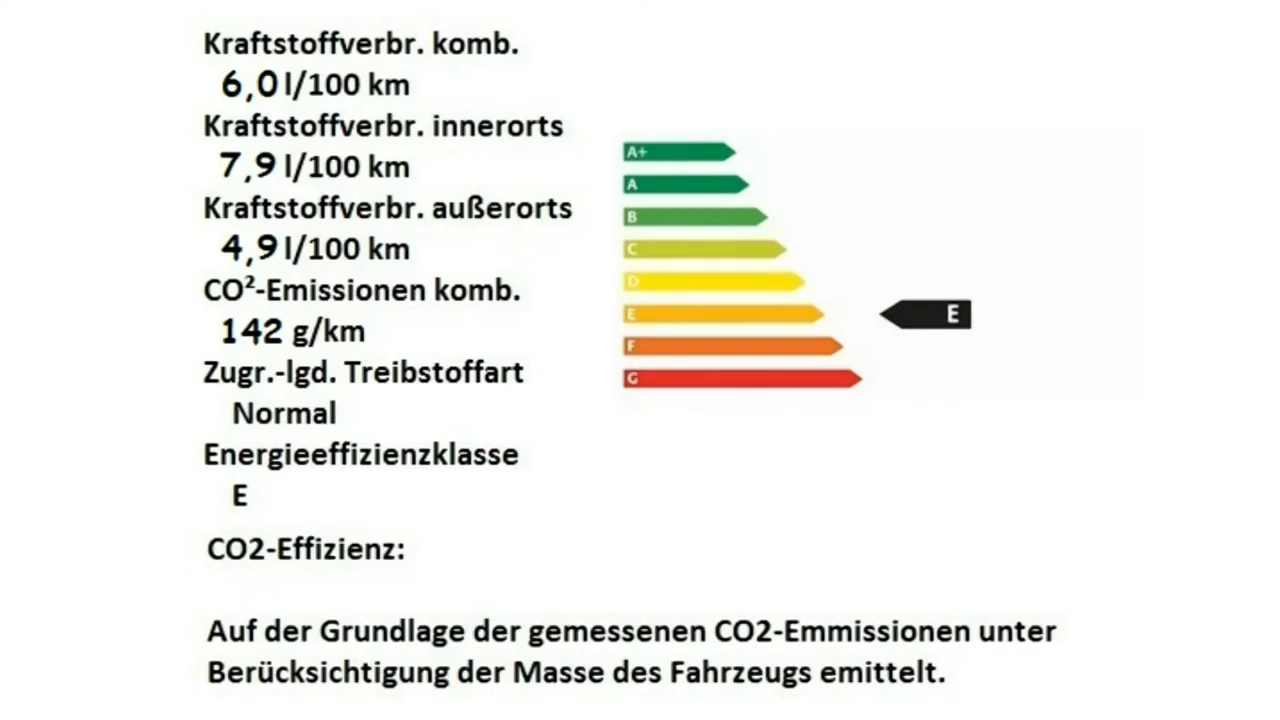 Kraftstoffverbr. komb.
6,0 l/100 km
Kraftstoffverbr. innerorts
7,9 l/100 km
Kraftstoffverbr. außerorts
4,9 l/100 km
CO²-Emissionen komb.
142 g/km
Zugr.-lgd. Treibstoffart
Normal
Energieeffizienzklasse
E
A+
A
B
C
D
E
E
F
G
CO2-Effizienz:
Auf der Grundlage der gemessenen CO2-Emmissionen unter
Berücksichtigung der Masse des Fahrzeugs emittelt.